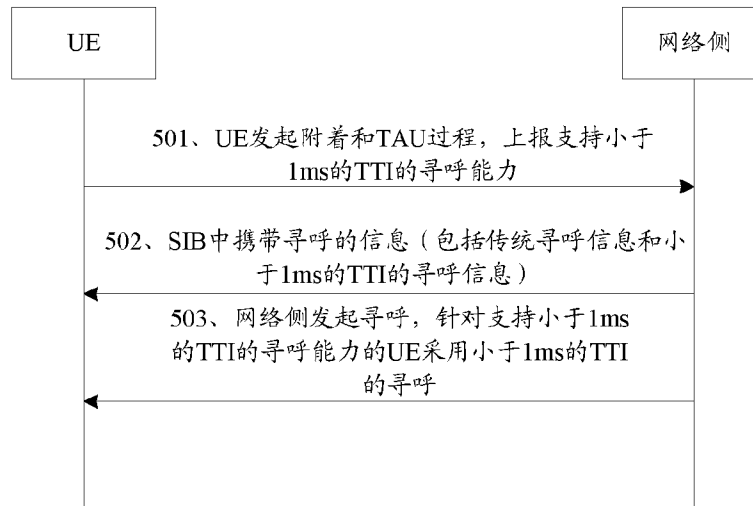 UE
网络侧
501、UE发起附着和TAU过程，上报支持小于
1ms的TTI的寻呼能力
502、SIB中携带寻呼的信息（包括传统寻呼信息和小
于1ms的TTI的寻呼信息）
503、网络侧发起寻呼，针对支持小于1ms
的TTI的寻呼能力的UE采用小于1ms的TTI
的寻呼